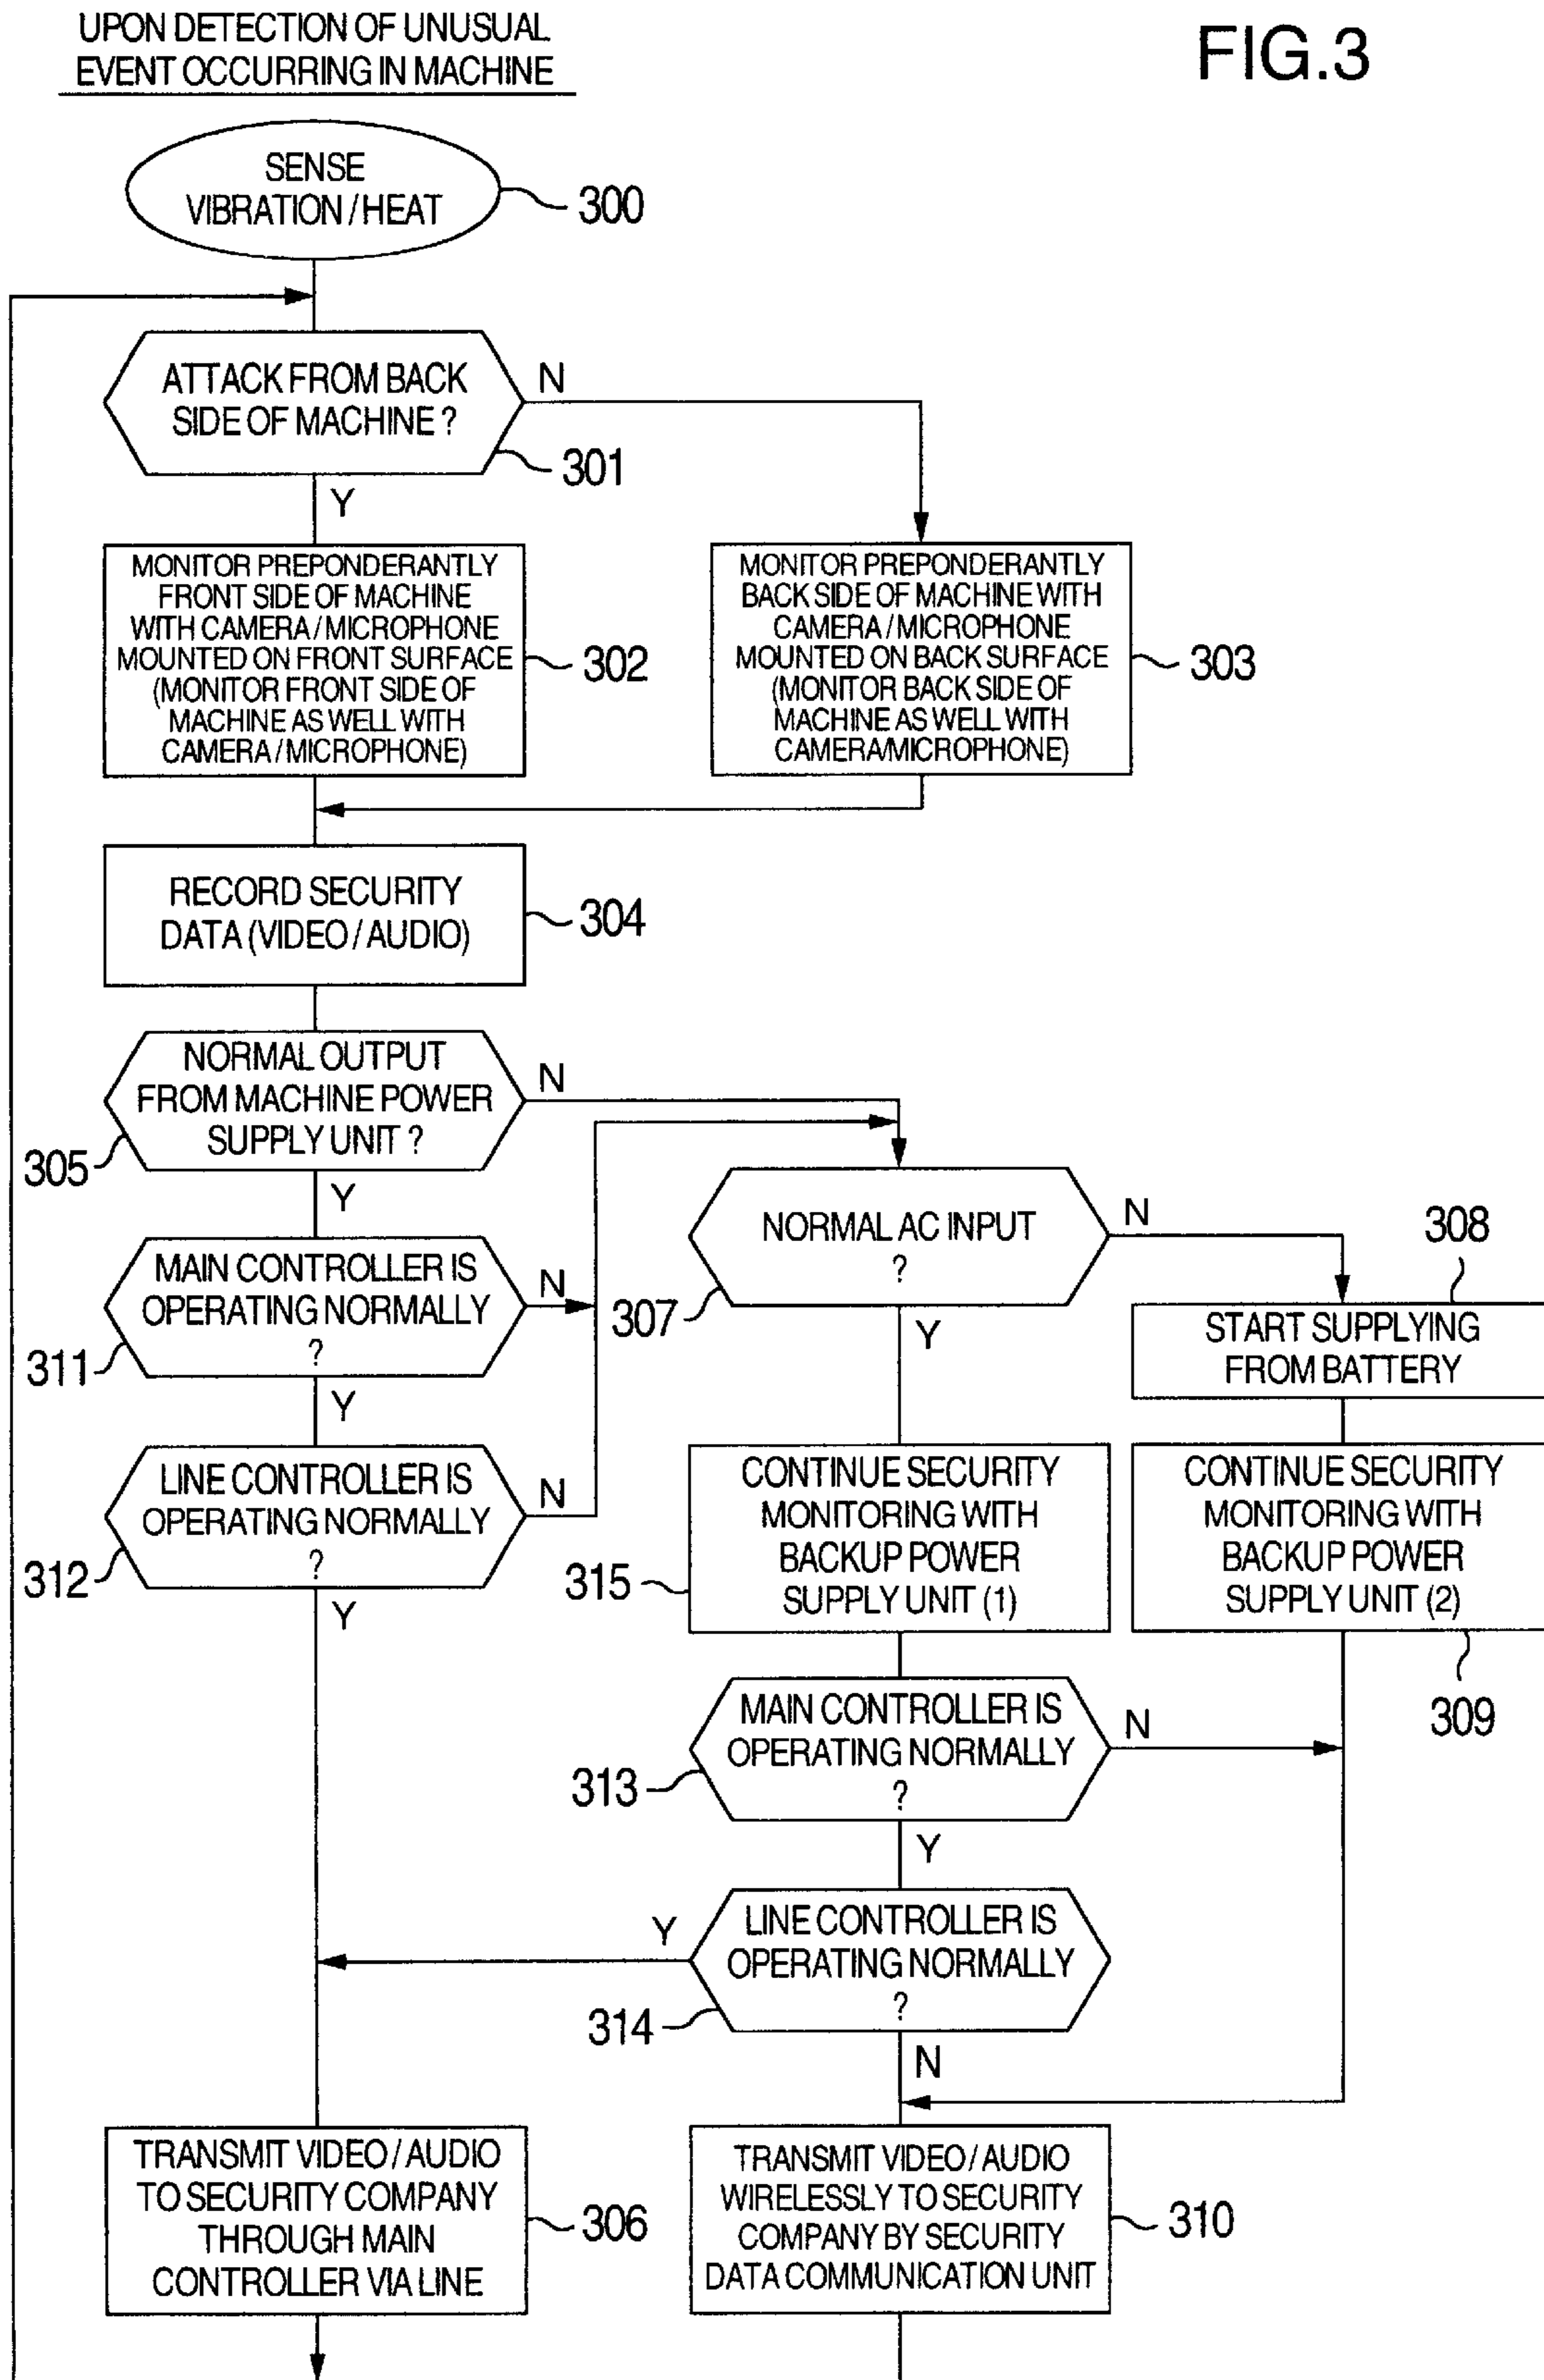 UPON DETECTION OF UNUSUAL
EVENT OCCURRING IN MACHINE
FIG.3
SENSE
VIBRATION/HEAT
300
ATTACK FROM BACK
SIDE OF MACHINE ?
N
301
Y
MONITOR PREPONDERANTLY
FRONT SIDE OF MACHINE
WITH CAMERA/MICROPHONE
MOUNTED ON FRONT SURFACE
(MONITOR FRONT SIDE OF
MACHINE AS WELL WITH
CAMERA/MICROPHONE)
302
MONITOR PREPONDERANTLY
BACK SIDE OF MACHINE WITH
CAMERA/MICROPHONE
MOUNTED ON BACK SURFACE
(MONITOR BACK SIDE OF
MACHINE AS WELL WITH
CAMERA/MICROPHONE)
303
RECORD SECURITY
DATA (VIDEO/AUDIO)
304
NORMAL OUTPUT
FROM MACHINE POWER
SUPPLY UNIT ?
N
305
Y
NORMAL AC INPUT
?
N
307
Y
308
START SUPPLYING
FROM BATTERY
MAIN CONTROLLER IS
OPERATING NORMALLY
?
N
311
Y
LINE CONTROLLER IS
OPERATING NORMALLY
?
N
312
Y
CONTINUE SECURITY
MONITORING WITH
BACKUP POWER
SUPPLY UNIT (1)
315
CONTINUE SECURITY
MONITORING WITH
BACKUP POWER
SUPPLY UNIT (2)
309
MAIN CONTROLLER IS
OPERATING NORMALLY
?
N
313
Y
LINE CONTROLLER IS
OPERATING NORMALLY
?
Y
314
N
TRANSMIT VIDEO/AUDIO
TO SECURITY COMPANY
THROUGH MAIN
CONTROLLER VIA LINE
306
TRANSMIT VIDEO/AUDIO
WIRELESSLY TO SECURITY
COMPANY BY SECURITY
DATA COMMUNICATION UNIT
310